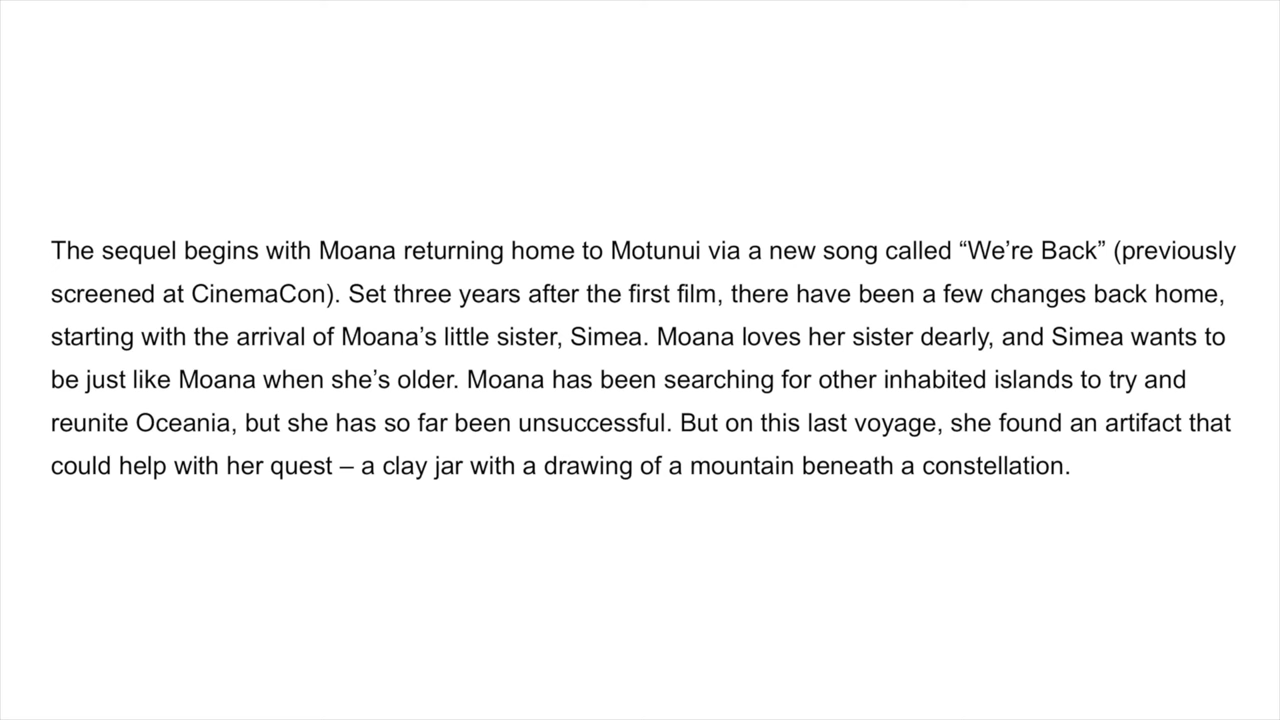 The sequel begins with Moana returning home to Motunui via a new song called “We’re Back” (previously
screened at CinemaCon). Set three years after the first film, there have been a few changes back home,
starting with the arrival of Moana’s little sister, Simea. Moana loves her sister dearly, and Simea wants to
be just like Moana when she’s older. Moana has been searching for other inhabited islands to try and
reunite Oceania, but she has so far been unsuccessful. But on this last voyage, she found an artifact that
could help with her quest – a clay jar with a drawing of a mountain beneath a constellation.